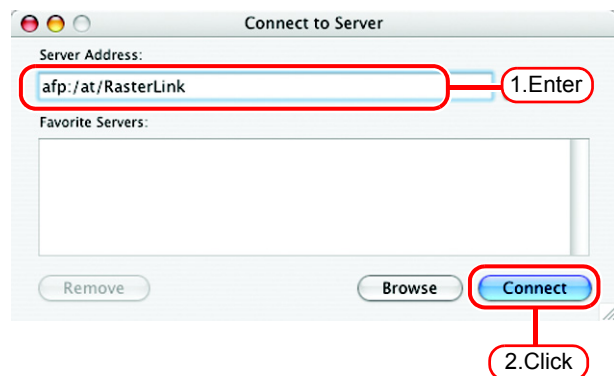 Connect to Server
Server Address:
afp:/at/RasterLink
1.Enter
Favorite Servers:
Remove
Browse
Connect
2.Click